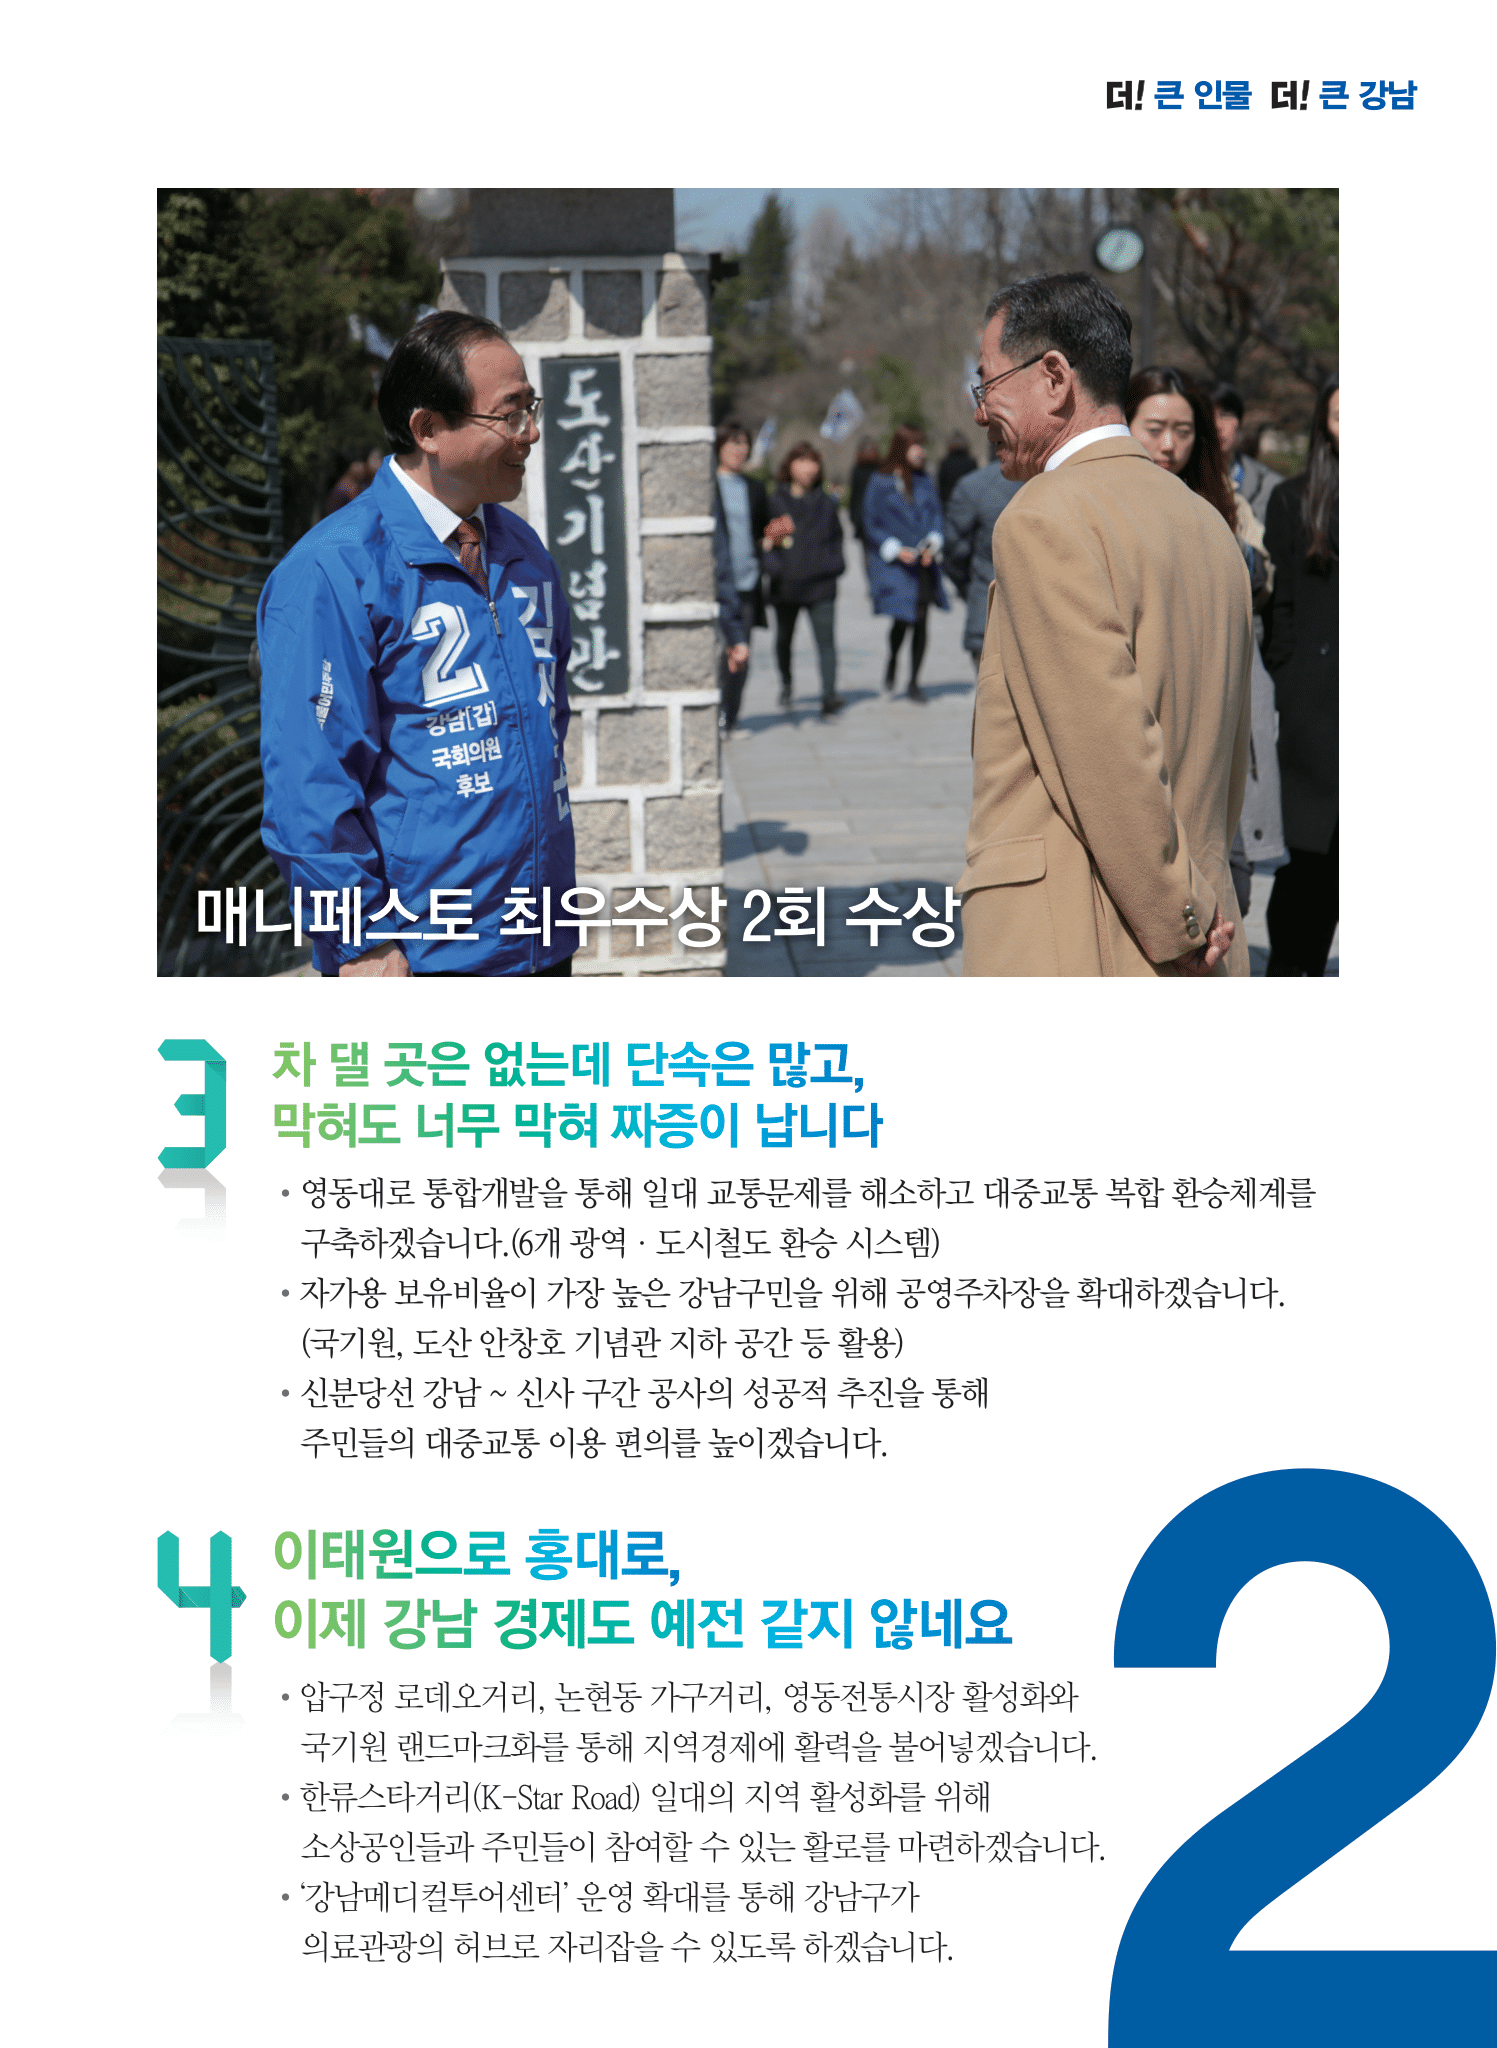 더! 큰 인물 더! 큰 강남
도산기념관
2
강남[갑]
국회의원
후보
매니페스토 최우수상 2회 수상
3
차 댈 곳은 없는데 단속은 많고,
막혀도 너무 막혀 짜증이 납니다
• 영동대로 통합개발을 통해 일대 교통문제를 해소하고 대중교통 복합 환승체계를
구축하겠습니다.(6개 광역 · 도시철도 환승 시스템)
• 자가용 보유비율이 가장 높은 강남구민을 위해 공영주차장을 확대하겠습니다.
(국기원, 도산 안창호 기념관 지하 공간 등 활용)
• 신분당선 강남 ~ 신사 구간 공사의 성공적 추진을 통해
주민들의 대중교통 이용 편의를 높이겠습니다.
4
이태원으로 홍대로,
이제 강남 경제도 예전 같지 않네요
• 압구정 로데오거리, 논현동 가구거리, 영동전통시장 활성화와
국기원 랜드마크화를 통해 지역경제에 활력을 불어넣겠습니다.
• 한류스타거리(K-Star Road) 일대의 지역 활성화를 위해
소상공인들과 주민들이 참여할 수 있는 활로를 마련하겠습니다.
• ‘강남메디컬투어센터’ 운영 확대를 통해 강남구가
의료관광의 허브로 자리잡을 수 있도록 하겠습니다.
2